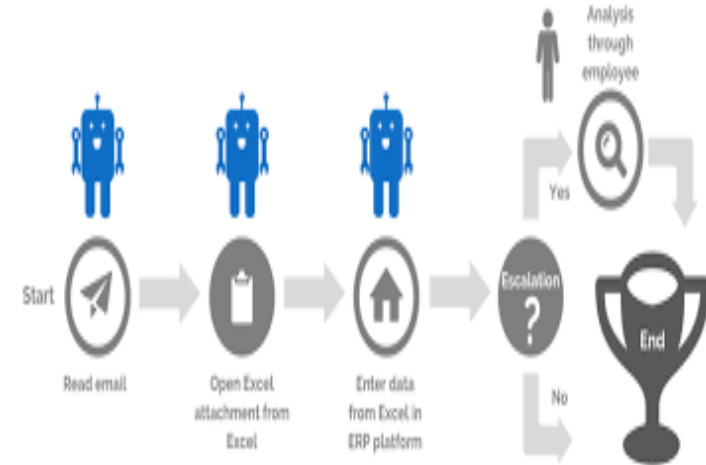 Analysis
through
employee
Yes
Start
Escalation
?
End
Read email
Open Excel
attachment from
Excel
Enter data
from Excel in
ERP platform
No